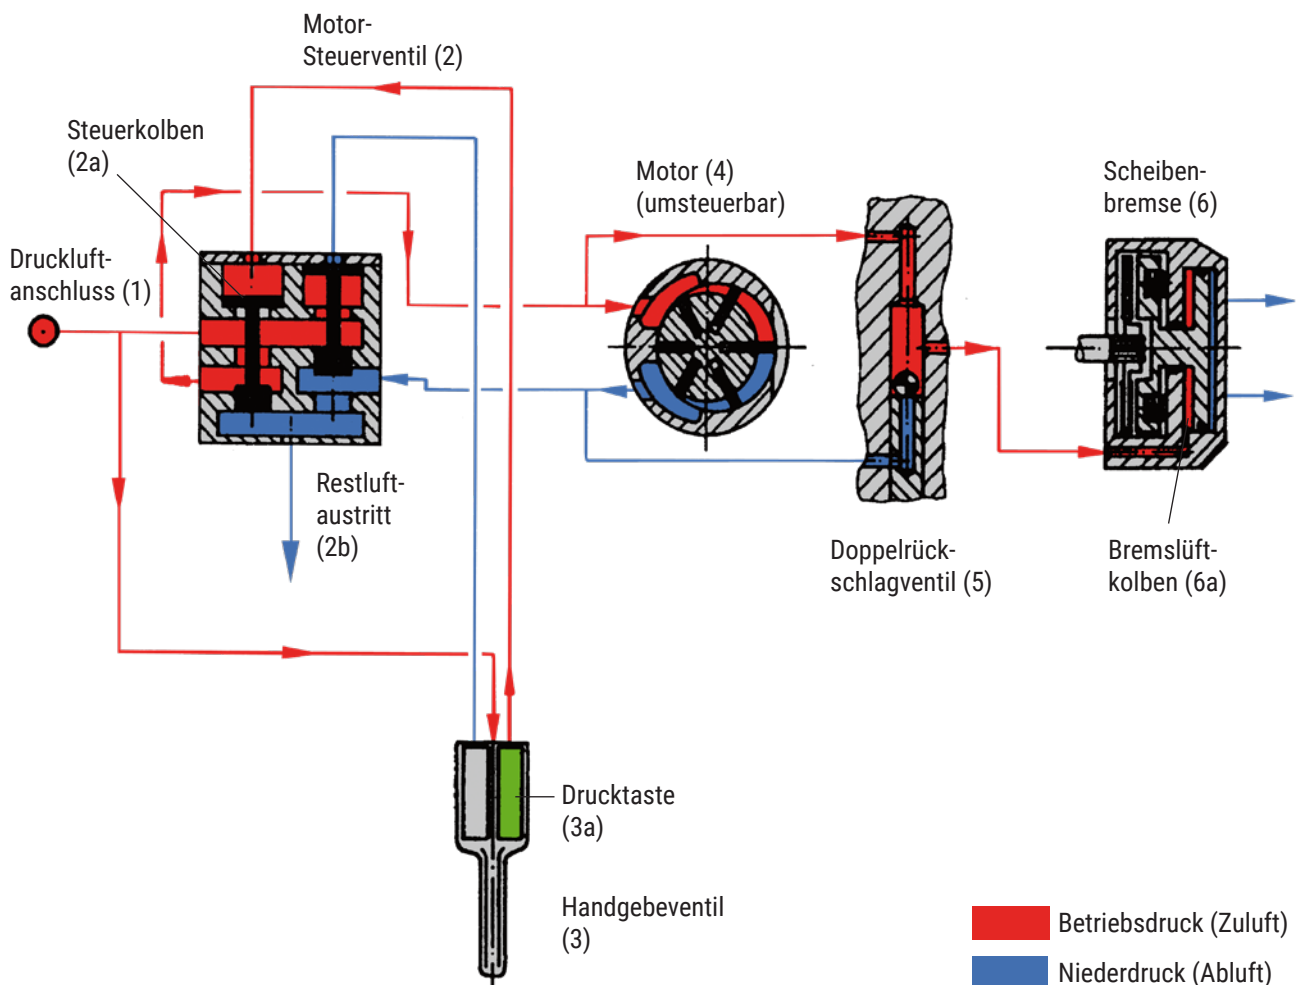 Motor-
Steuerventil (2)
Steuerkolben
(2a)
Druckluft-
anschluss (1)
Motor (4)
(umsteuerbar)
Scheiben-
bremse (6)
Restluft-
austritt
(2b)
Doppelrück-
schlagventil (5)
Bremslüft-
kolben (6a)
Drucktaste
(3a)
Handgebeventil
(3)
Betriebsdruck (Zuluft)
Niederdruck (Abluft)